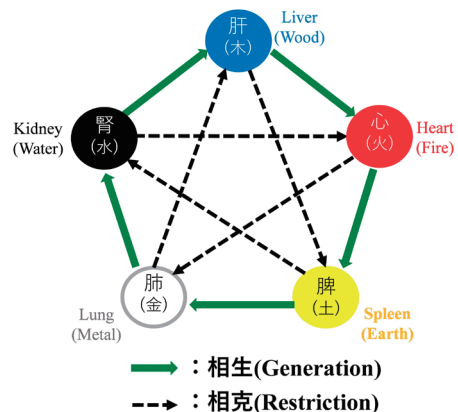 肝
(木)
Liver
(Wood)
Kidney
(Water)
腎
(水)
心
(火)
Heart
(Fire)
肺
(金)
Lung
(Metal)
脾
(土)
Spleen
(Earth)
：相生(Generation)
：相克(Restriction)